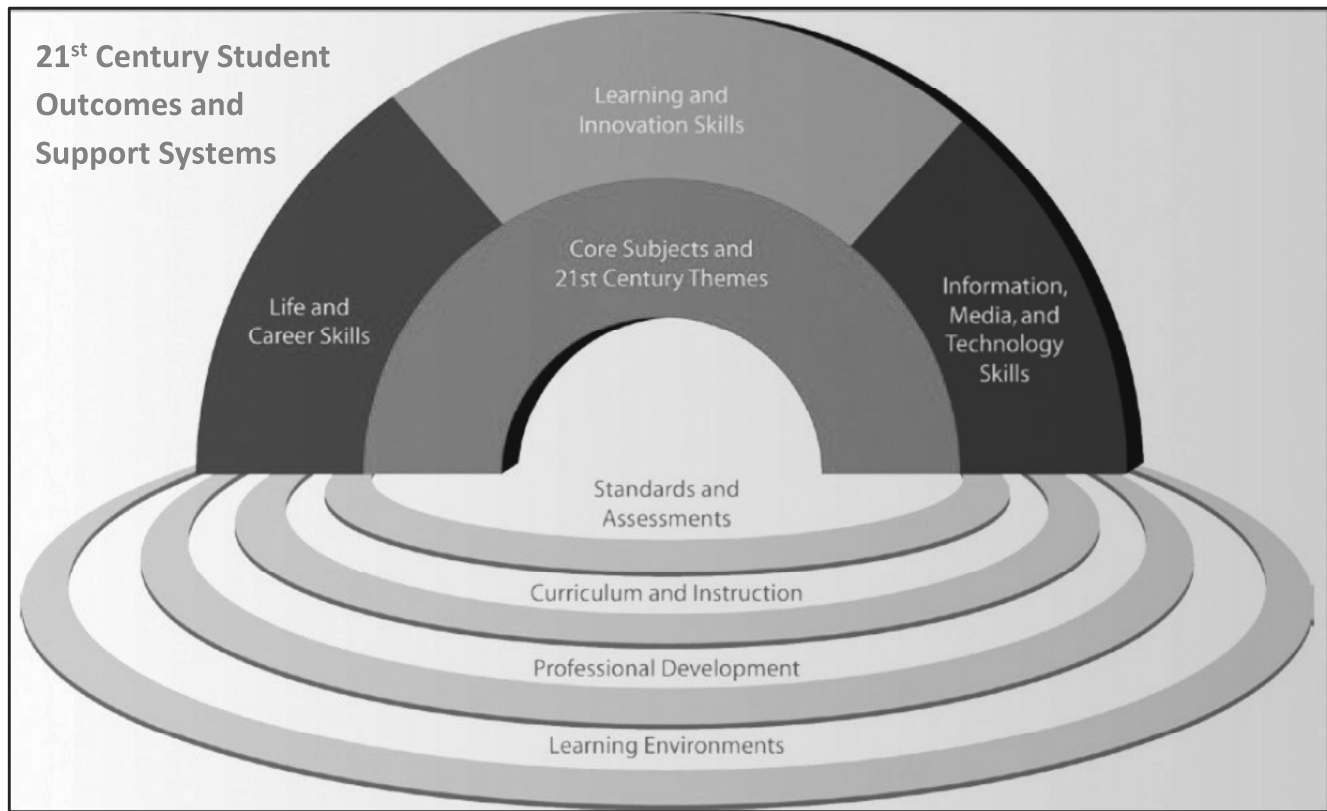 21st Century Student
Outcomes and
Support Systems
Learning and
Innovation Skills
Core Subjects and
21st Century Themes
Life and
Career Skills
Information,
Media, and
Technology
Skills
Standards and
Assessments
Curriculum and Instruction
Professional Development
Learning Environments